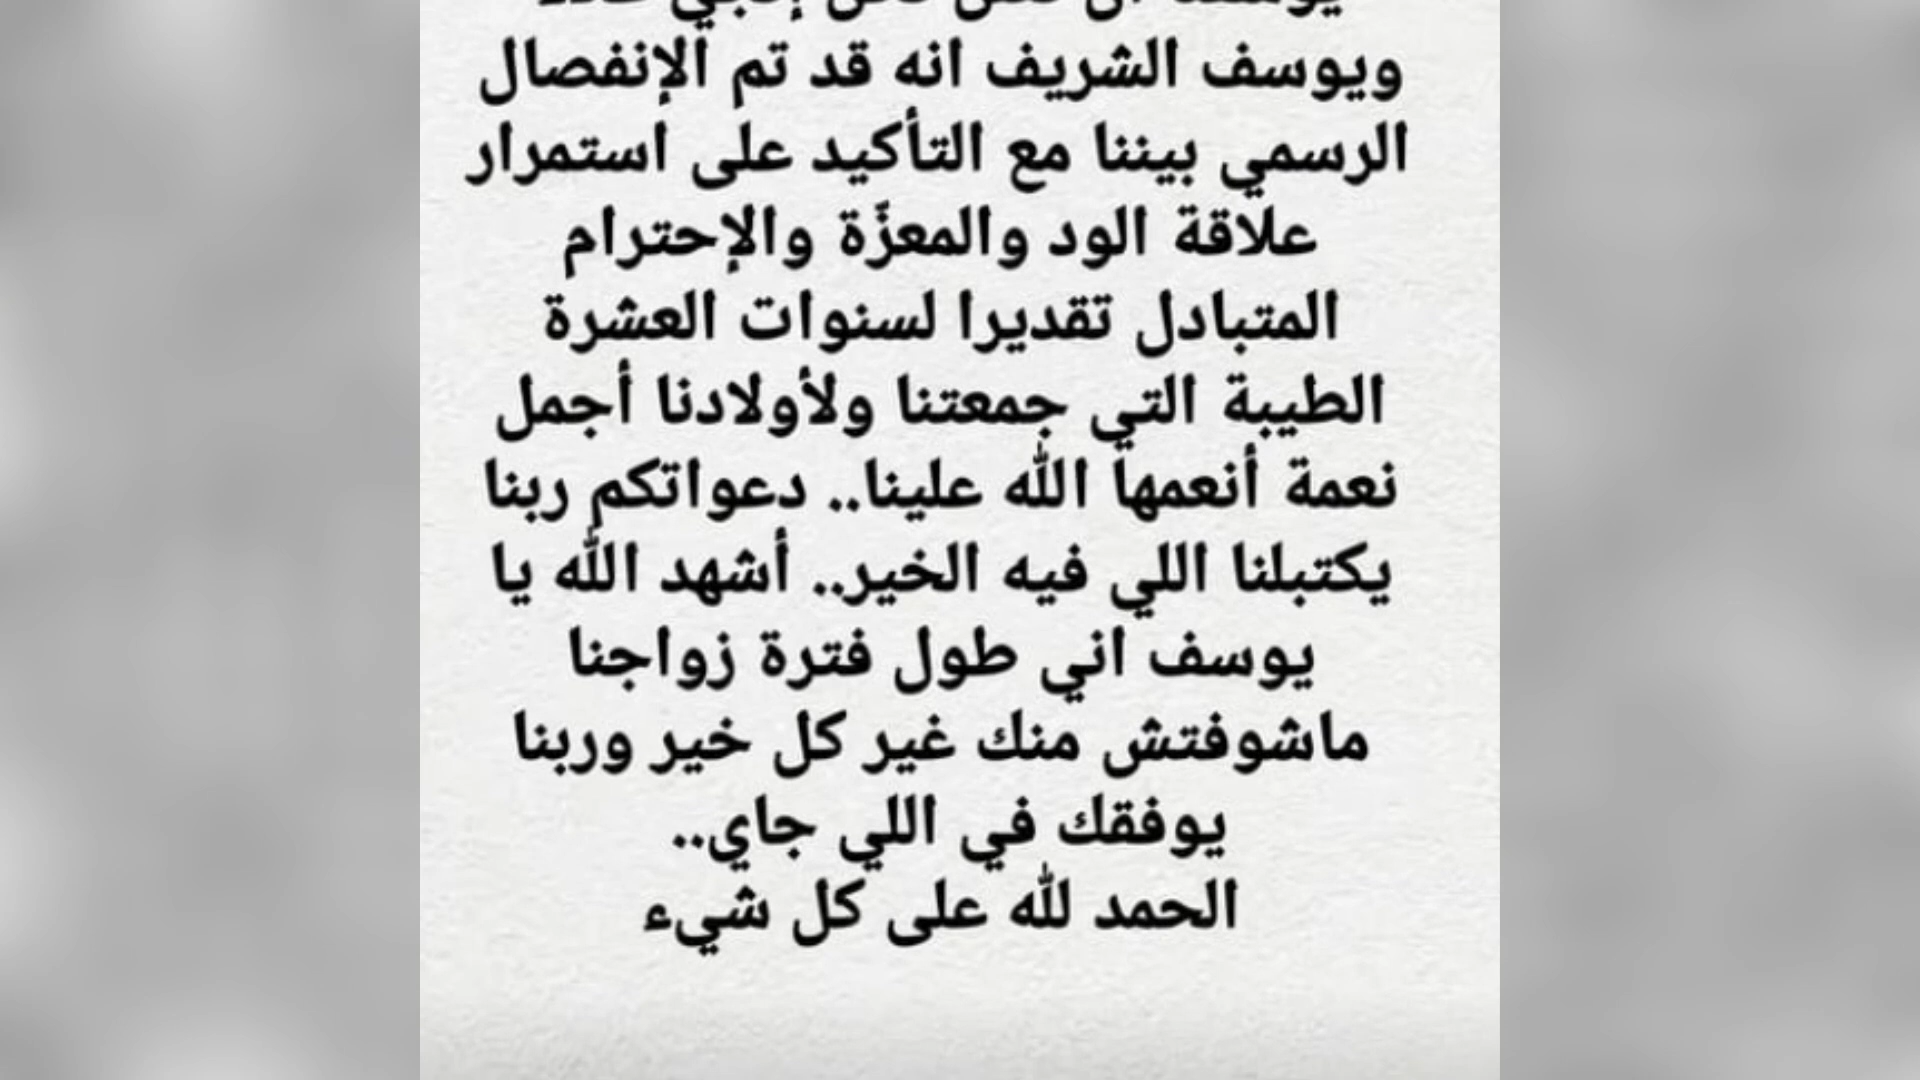 ويوسف الشريف انه قد تم الإنفصال
الرسمي بيننا مع التأكيد على استمرار
علاقة الود والمعزّة والإحترام
المتبادل تقديرا لسنوات العشرة
الطيبة التي جمعتنا ولأولادنا أجمل
نعمة أنعمها الله علينا.. دعواتكم ربنا
يكتبلنا اللي فيه الخير.. أشهد الله يا
يوسف اني طول فترة زواجنا
ماشوفتش منك غير كل خير وربنا
يوفقك في اللي جاي..
الحمد لله على كل شيء